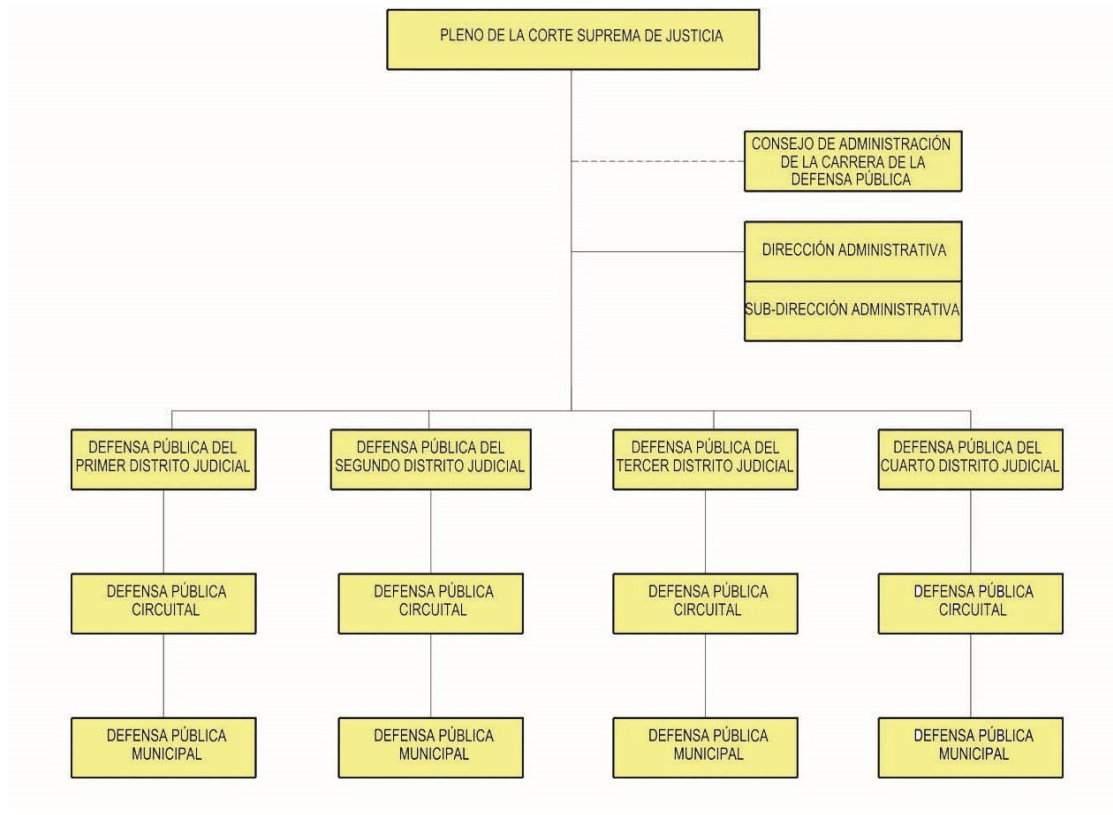 PLENO DE LA CORTE SUPREMA DE JUSTICIA
CONSEJO DE ADMINISTRACIÓN
DE LA CARRERA DE LA
DEFENSA PÚBLICA
DIRECCIÓN ADMINISTRATIVA
SUB-DIRECCIÓN ADMINISTRATIVA
DEFENSA PÚBLICA DEL
PRIMER DISTRITO JUDICIAL
DEFENSA PÚBLICA DEL
SEGUNDO DISTRITO JUDICIAL
DEFENSA PÚBLICA DEL
TERCER DISTRITO JUDICIAL
DEFENSA PÚBLICA DEL
CUARTO DISTRITO JUDICIAL
DEFENSA PÚBLICA
CIRCUITAL
DEFENSA PÚBLICA
CIRCUITAL
DEFENSA PÚBLICA
CIRCUITAL
DEFENSA PÚBLICA
CIRCUITAL
DEFENSA PÚBLICA
MUNICIPAL
DEFENSA PÚBLICA
MUNICIPAL
DEFENSA PÚBLICA
MUNICIPAL
DEFENSA PÚBLICA
MUNICIPAL